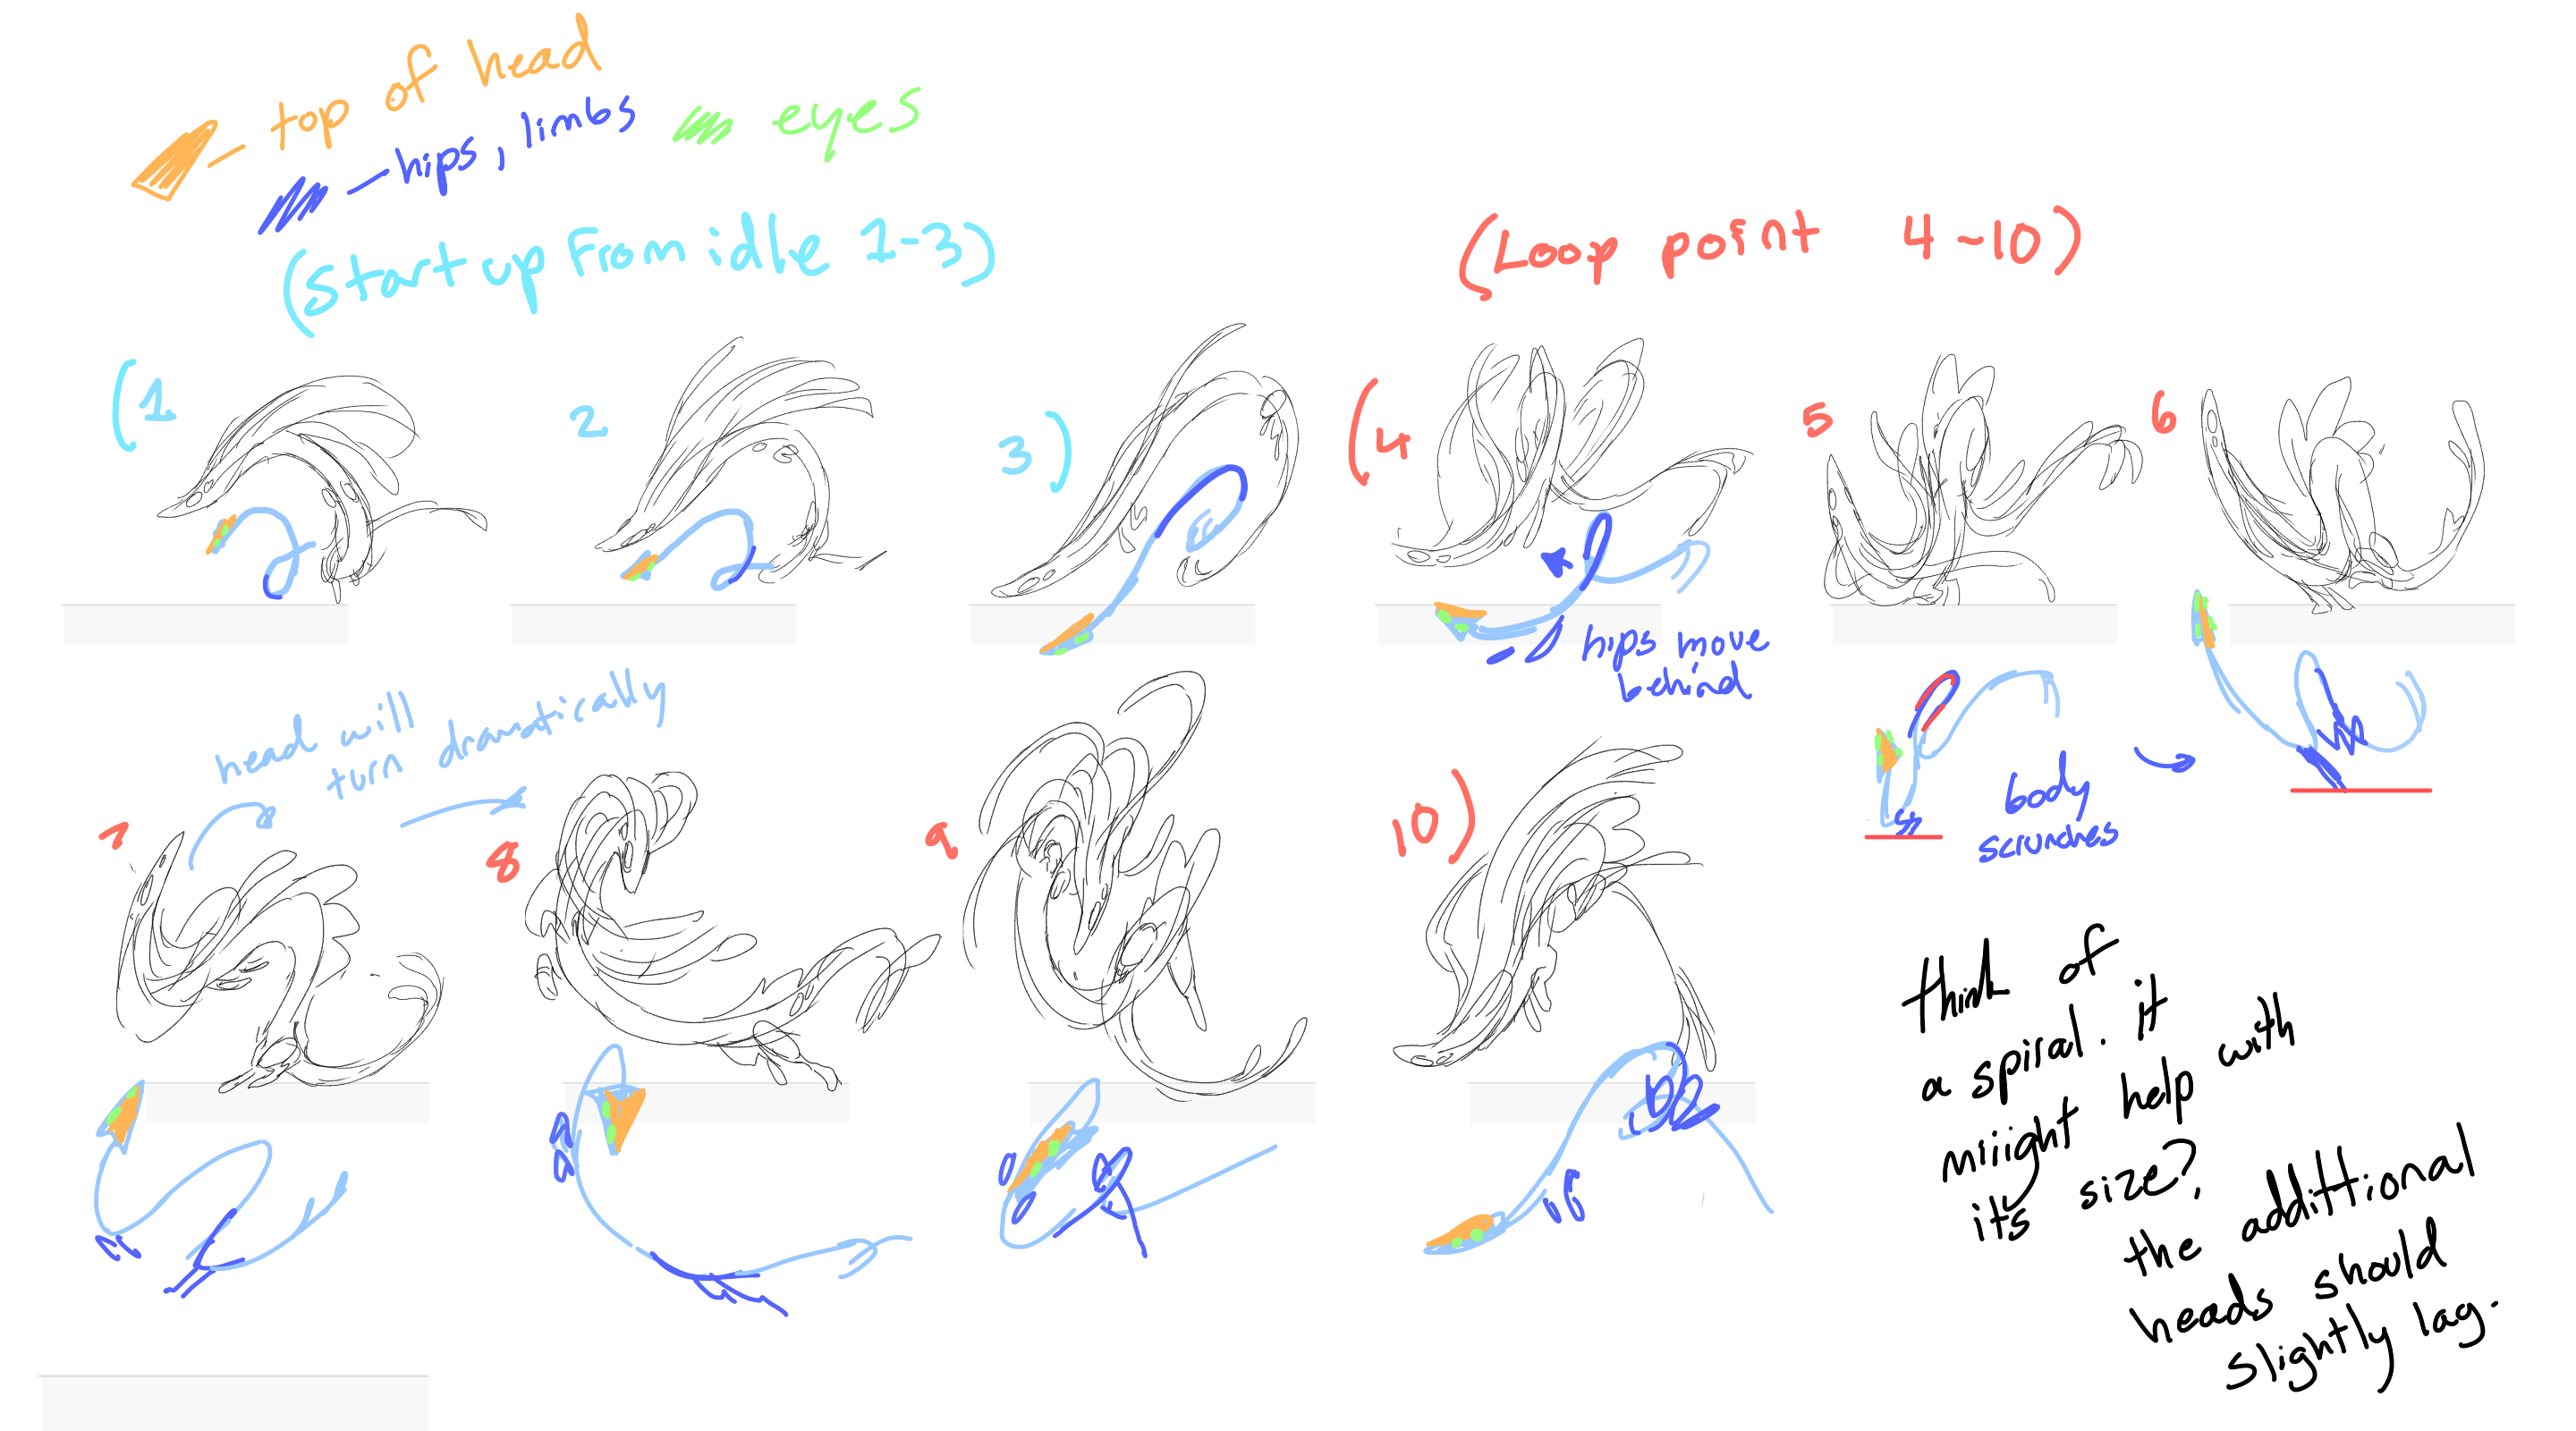 top of head
hips, limbs
eyes
(start up From idle 1-3)
(Loop point 4-10)
(1
2
3)
(4
5
6
hips move
behind
head will
turn dramatically
body
scrunches
7
8
9
10)
think of
a spiral. it
miiight help with
it's size?
the addittional
heads should
slightly lag.